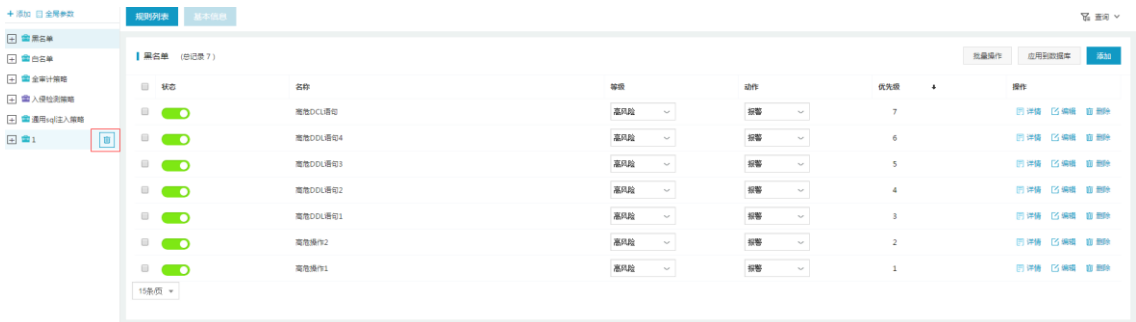 + 添加 全局参数
规则列表 基本信息 查询
黑名单
白名单
全审计策略
入侵检测策略
通用sql注入策略
1
黑名单 (总记录 7) 批量操作 应用到数据库 添加
状态 名称 等级 动作 优先级 操作
高危DCL语句 高风险 报警 7 详情 编辑 删除
高危DDL语句4 高风险 报警 6 详情 编辑 删除
高危DDL语句3 高风险 报警 5 详情 编辑 删除
高危DDL语句2 高风险 报警 4 详情 编辑 删除
高危DDL语句1 高风险 报警 3 详情 编辑 删除
高危操作2 高风险 报警 2 详情 编辑 删除
高危操作1 高风险 报警 1 详情 编辑 删除
15条/页